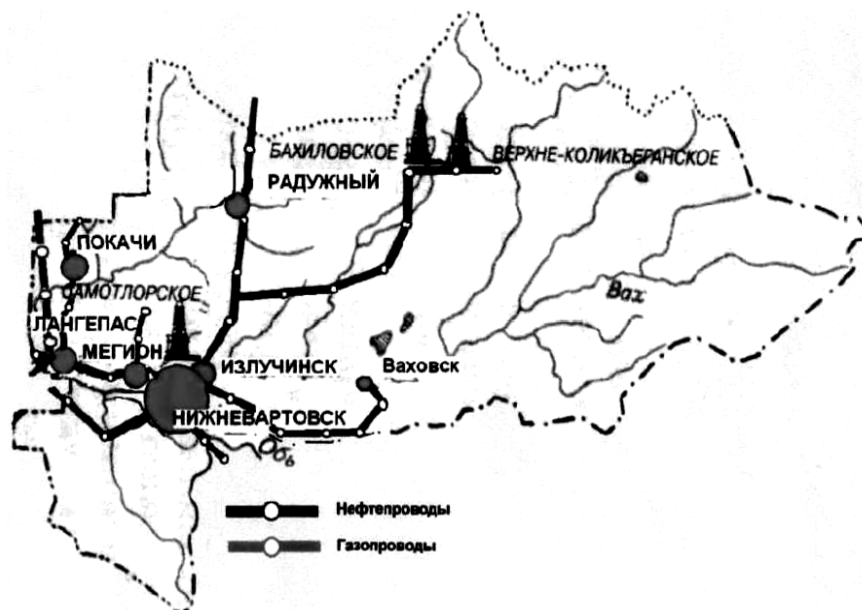 БАХИЛОВСКОЕ
ВЕРХНЕ-КОЛИКЪЕГАНСКОЕ
РАДУЖНЫЙ
ПОКАЧИ
САМОТЛОРСКОЕ
Вах
ЛАНГЕПАС
МЕГИОН
ИЗЛУЧИНСК
Ваховск
НИЖНЕВАРТОВСК
Обь
Нефтепроводы
Газопроводы